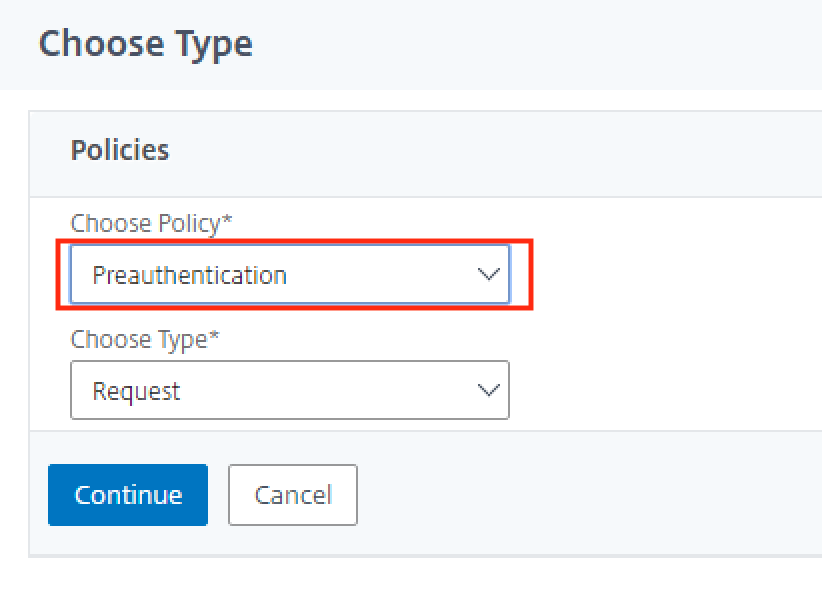 Choose Type
Policies
Choose Policy*
Preauthentication
Choose Type*
Request
Continue Cancel